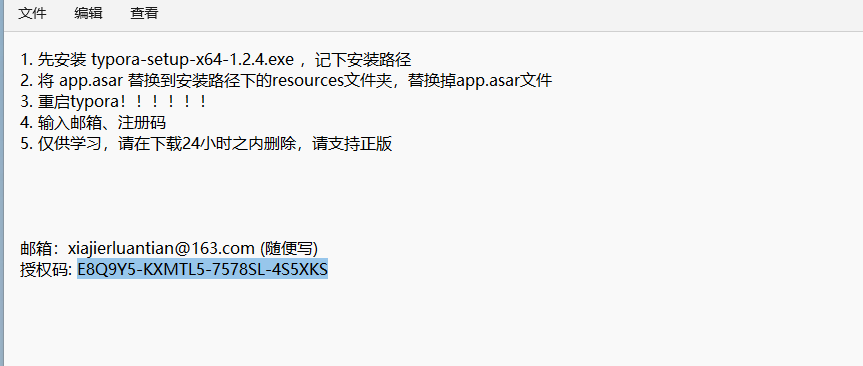 文件 编辑 查看
1. 先安装 typora-setup-x64-1.2.4.exe ，记下安装路径
2. 将 app.asar 替换到安装路径下的resources文件夹，替换掉app.asar文件
3. 重启typora！！！！！！
4. 输入邮箱、注册码
5. 仅供学习，请在下载24小时之内删除，请支持正版
邮箱：xiajierluantian@163.com (随便写)
授权码: E8Q9Y5-KXMTL5-7578SL-4S5XKS